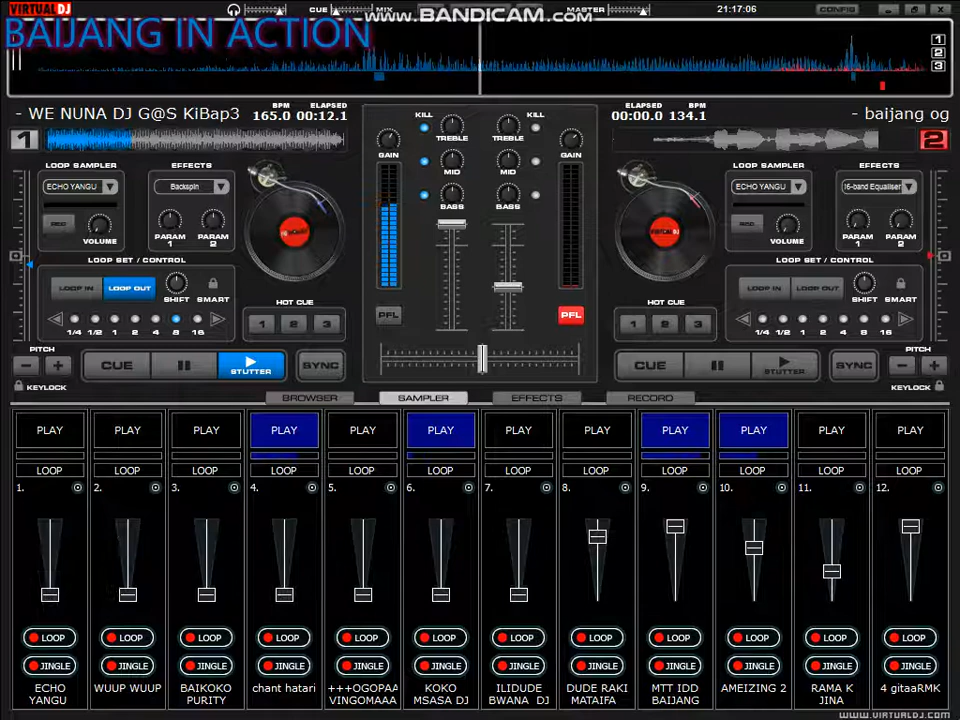 VIRTUAL DJ
CUE MIX
www.BANDICAM.com
MASTER
21:17:06
CONFIG
BAIJANG IN ACTION
1
2
3
- WE NUNA DJ G@S KiBap3
BPM ELAPSED
165.0 00:12.1
ELAPSED BPM
00:00.0 134.1
- baijang og
1
2
KILL
TREBLE
GAIN
MID
BASS
PFL
KILL
TREBLE
GAIN
MID
BASS
PFL
LOOP SAMPLER
EFFECTS
ECHO YANGU
Backspin
REC
VOLUME
PARAM 1
PARAM 2
LOOP SET / CONTROL
LOOP IN
LOOP OUT
SHIFT
SMART
1/4 1/2 1 2 4 8 16
HOT CUE
1 2 3
PITCH
CUE
STUTTER
SYNC
KEYLOCK
LOOP SAMPLER
EFFECTS
ECHO YANGU
16-band Equaliser
REC
VOLUME
PARAM 1
PARAM 2
LOOP SET / CONTROL
LOOP IN
LOOP OUT
SHIFT
SMART
HOT CUE
1 2 3
1/4 1/2 1 2 4 8 16
PITCH
CUE
STUTTER
SYNC
KEYLOCK
BROWSER
SAMPLER
EFFECTS
RECORD
PLAY PLAY PLAY PLAY PLAY PLAY PLAY PLAY PLAY PLAY PLAY PLAY
LOOP LOOP LOOP LOOP LOOP LOOP LOOP LOOP LOOP LOOP LOOP LOOP
1. 2. 3. 4. 5. 6. 7. 8. 9. 10. 11. 12.
LOOP LOOP LOOP LOOP LOOP LOOP LOOP LOOP LOOP LOOP LOOP LOOP
JINGLE JINGLE JINGLE JINGLE JINGLE JINGLE JINGLE JINGLE JINGLE JINGLE JINGLE JINGLE
ECHO YANGU
WUUP WUUP
BAIKOKO PURITY
chant hatari
+++OGOPAA VINGOMAAA
KOKO MSASA DJ
ILIDUDE BWANA DJ
DUDE RAKI MATAIFA
MTT IDD BAIJANG
AMEIZING 2
RAMA K JINA
4 gitaaRMK
www.VIRTUALDJ.com